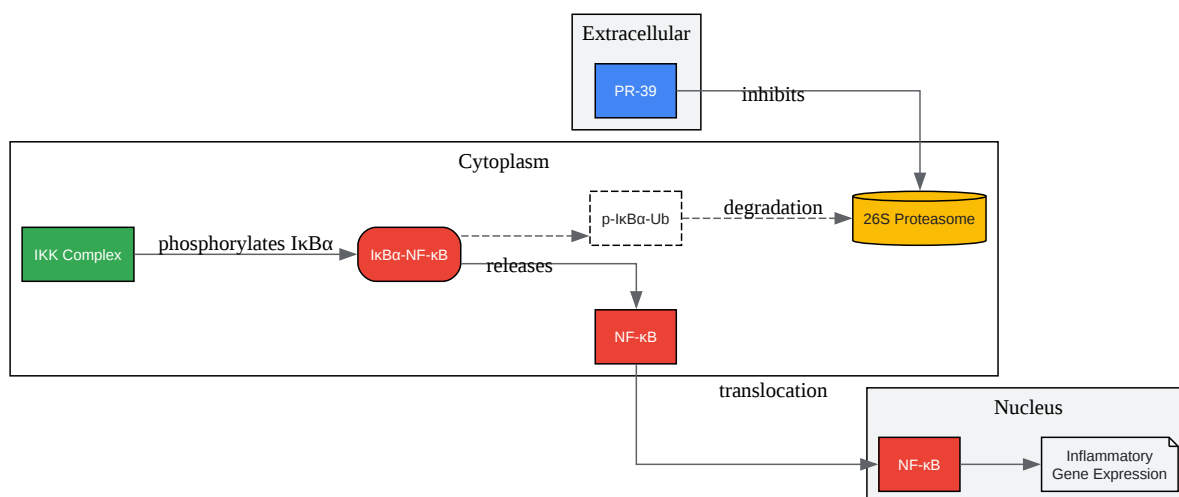 Extracellular
PR-39
inhibits
Cytoplasm
p-IκBα-Ub
degradation
26S Proteasome
IKK Complex
phosphorylates IκBα
IκBα-NF-κB
releases
NF-κB
translocation
Nucleus
NF-κB
Inflammatory
Gene Expression